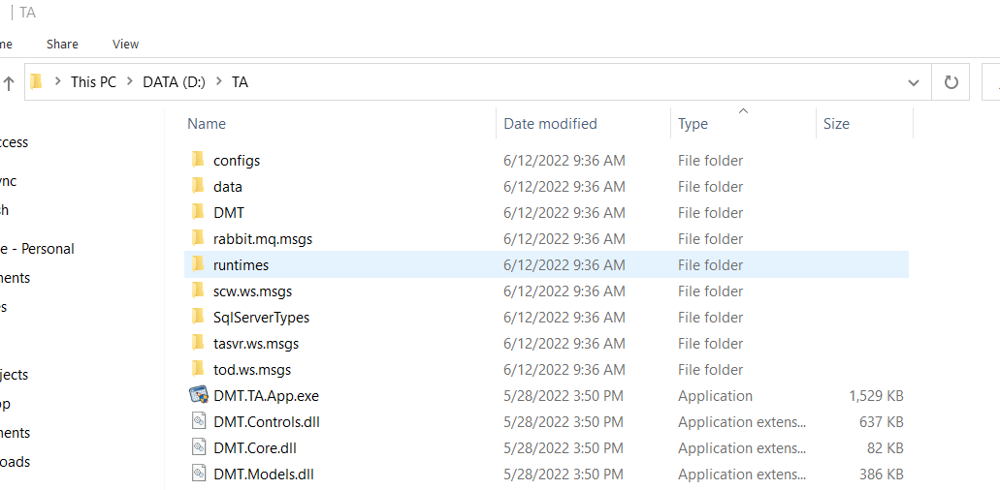 TA
me Share View
This PC DATA (D:) TA
Name Date modified Type Size
ccess
ync
sh
e - Personal
ments
s
jects
op
ments
oads
configs 6/12/2022 9:36 AM File folder
data 6/12/2022 9:36 AM File folder
DMT 6/12/2022 9:36 AM File folder
rabbit.mq.msgs 6/12/2022 9:36 AM File folder
runtimes 6/12/2022 9:36 AM File folder
scw.ws.msgs 6/12/2022 9:36 AM File folder
SqlServerTypes 6/12/2022 9:36 AM File folder
tasvr.ws.msgs 6/12/2022 9:36 AM File folder
tod.ws.msgs 6/12/2022 9:36 AM File folder
DMT.TA.App.exe 5/28/2022 3:50 PM Application 1,529 KB
DMT.Controls.dll 5/28/2022 3:50 PM Application extens... 637 KB
DMT.Core.dll 5/28/2022 3:50 PM Application extens... 82 KB
DMT.Models.dll 5/28/2022 3:50 PM Application extens... 386 KB